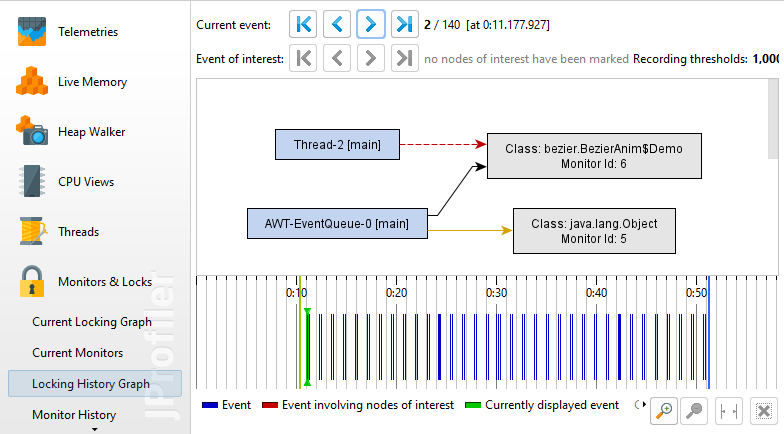 Telemetries
Live Memory
Heap Walker
CPU Views
Threads
Monitors & Locks
Current Locking Graph
Current Monitors
Locking History Graph
Monitor History
JProfiler
Current event: 2 / 140 [at 0:11.177.927]
Event of interest: no nodes of interest have been marked Recording thresholds: 1,000
Thread-2 [main]
Class: bezier.BezierAnim$Demo
Monitor Id: 6
AWT-EventQueue-0 [main]
Class: java.lang.Object
Monitor Id: 5
0:10 0:20 0:30 0:40 0:50
Event Event involving nodes of interest Currently displayed event